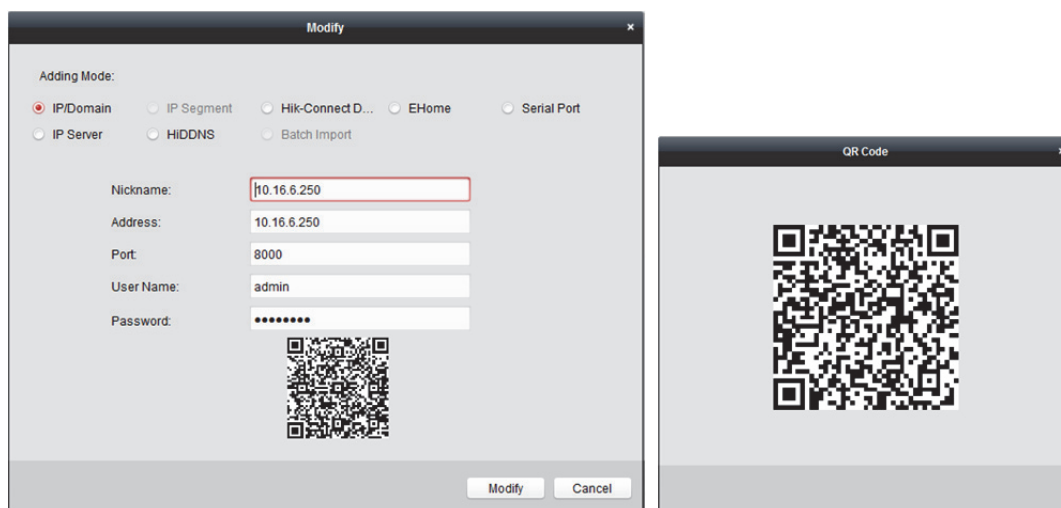 Modify
Adding Mode:
IP/Domain IP Segment Hik-Connect D... EHome Serial Port
IP Server HiDDNS Batch Import
Nickname: 10.16.6.250
Address: 10.16.6.250
Port: 8000
User Name: admin
Password: ••••••••
Modify Cancel
QR Code